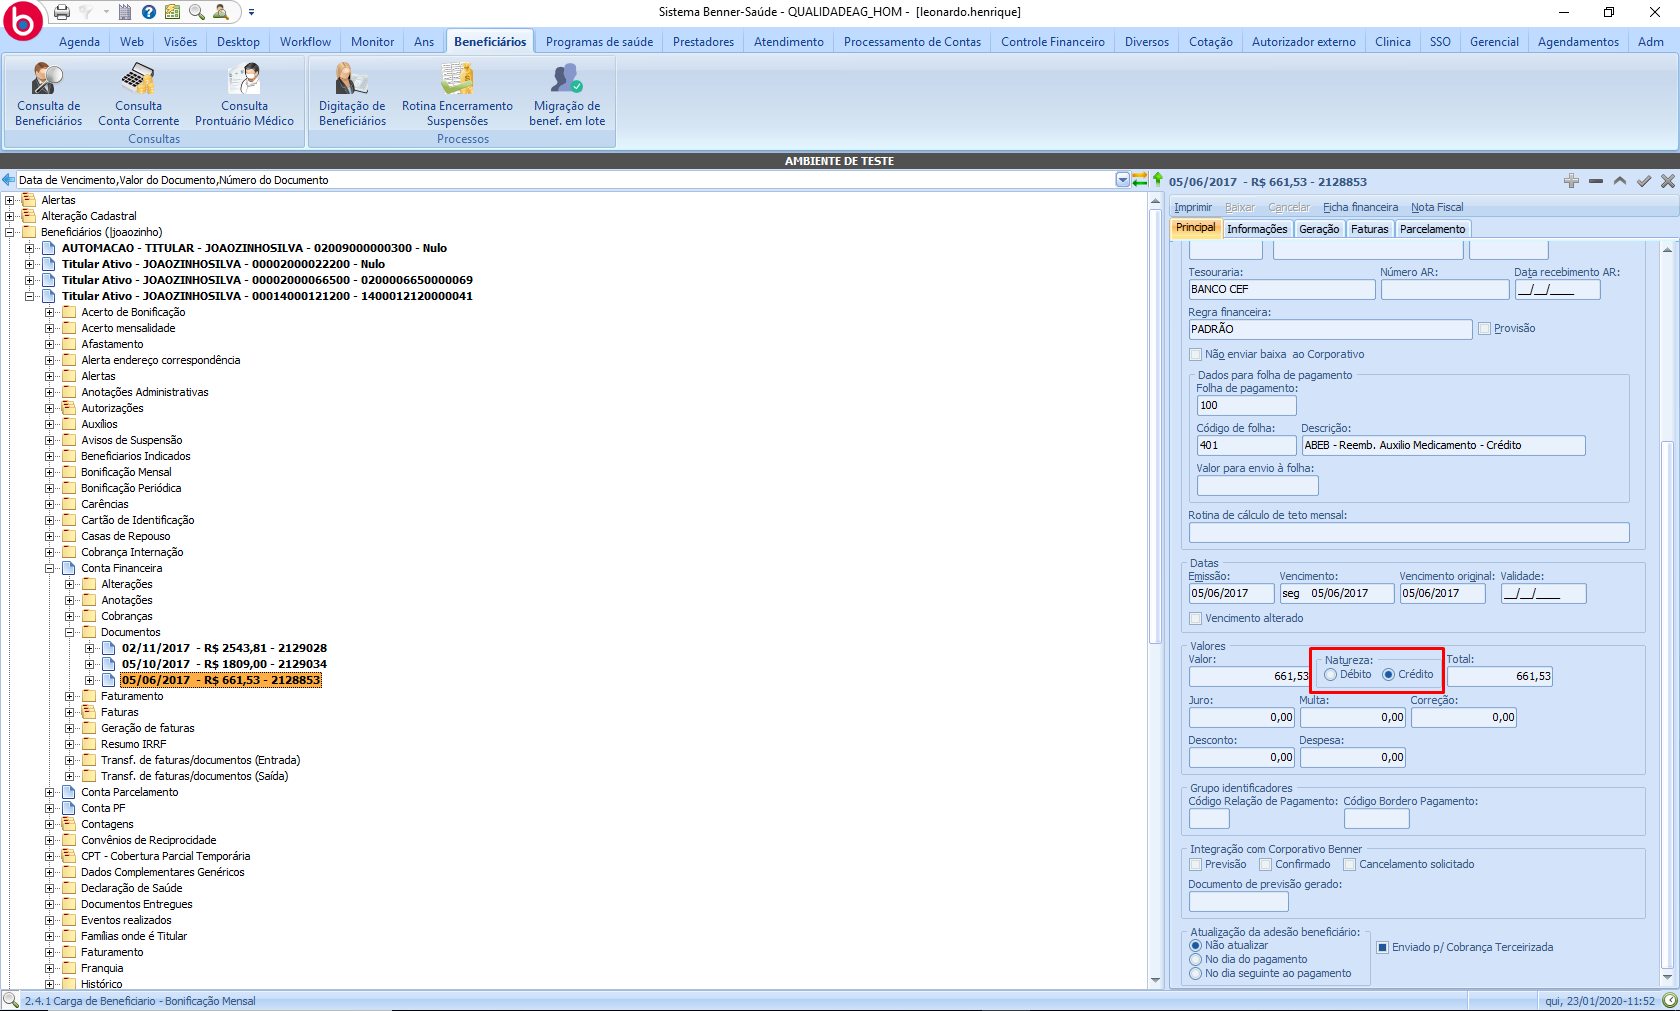 Sistema Benner-Saúde - QUALIDADEAG_HOM - [leonardo.henrique]
Agenda Web Visões Desktop Workflow Monitor Ans Beneficiários Programas de saúde Prestadores Atendimento Processamento de Contas Controle Financeiro Diversos Cotação Autorizador externo Clinica SSO Gerencial Agendamentos Adm
Consulta de Beneficiários
Consulta Conta Corrente
Consulta Prontuário Médico
Digitação de Beneficiários
Rotina Encerramento Suspensões
Migração de benef. em lote
Consultas
Processos
AMBIENTE DE TESTE
Data de Vencimento,Valor do Documento,Número do Documento
Alertas
Alteração Cadastral
Beneficiários (|joaozinho)
AUTOMACAO - TITULAR - JOAOZINHOSILVA - 02009000000300 - Nulo
Titular Ativo - JOAOZINHOSILVA - 00002000022200 - Nulo
Titular Ativo - JOAOZINHOSILVA - 00002000066500 - 0200006650000069
Titular Ativo - JOAOZINHOSILVA - 00014000121200 - 1400012120000041
Acerto de Bonificação
Acerto mensalidade
Afastamento
Alerta endereço correspondência
Alertas
Anotações Administrativas
Autorizações
Auxílios
Avisos de Suspensão
Beneficiarios Indicados
Bonificação Mensal
Bonificação Periódica
Carências
Cartão de Identificação
Casas de Repouso
Cobrança Internação
Conta Financeira
Alterações
Anotações
Cobranças
Documentos
02/11/2017 - R$ 2543,81 - 2129028
05/10/2017 - R$ 1809,00 - 2129034
05/06/2017 - R$ 661,53 - 2128853
Faturamento
Faturas
Geração de faturas
Resumo IRRF
Transf. de faturas/documentos (Entrada)
Transf. de faturas/documentos (Saída)
Conta Parcelamento
Conta PF
Contagens
Convênios de Reciprocidade
CPT - Cobertura Parcial Temporária
Dados Complementares Genéricos
Declaração de Saúde
Documentos Entregues
Eventos realizados
Famílias onde é Titular
Faturamento
Franquia
Histórico
05/06/2017 - R$ 661,53 - 2128853
Imprimir Baixar Cancelar Ficha financeira Nota Fiscal
Principal Informações Geração Faturas Parcelamento
Tesouraria: Número AR: Data recebimento AR:
BANCO CEF __/__/____
Regra financeira:
PADRÃO Provisão
Não enviar baixa ao Corporativo
Dados para folha de pagamento
Folha de pagamento:
100
Código de folha: Descrição:
401 ABEB - Reemb. Auxilio Medicamento - Crédito
Valor para envio à folha:
Rotina de cálculo de teto mensal:
Datas
Emissão: Vencimento: Vencimento original: Validade:
05/06/2017 seg 05/06/2017 05/06/2017 __/__/____
Vencimento alterado
Valores
Valor: Natureza: Total:
661,53 Débito Crédito 661,53
Juro: Multa: Correção:
0,00 0,00 0,00
Desconto: Despesa:
0,00 0,00
Grupo identificadores
Código Relação de Pagamento: Código Bordero Pagamento:
Integração com Corporativo Benner
Previsão Confirmado Cancelamento solicitado
Documento de previsão gerado:
Atualização da adesão beneficiário:
Não atualizar Enviado p/ Cobrança Terceirizada
No dia do pagamento
No dia seguinte ao pagamento
2.4.1 Carga de Beneficiario - Bonificação Mensal
qui, 23/01/2020-11:52